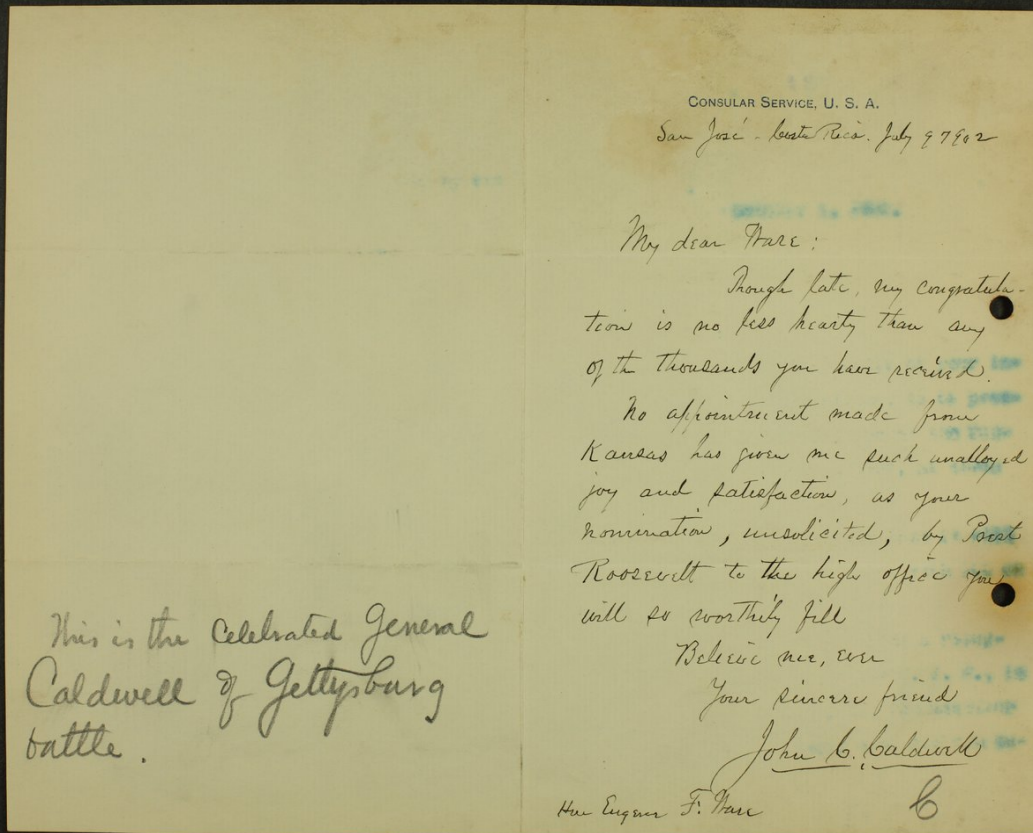 This is the celebrated General
Caldwell of Gettysburg
battle.
CONSULAR SERVICE, U. S. A.
San José - Costa Rica. July 9 1902
My dear Ware:
Though late, my congratula-
tion is no less hearty than any
of th thousands you have received.
No appointment made from
Kansas has given me such unalloyed
joy and satisfaction, as your
nomination, unsolicited, by Prest
Roosevelt to the high office you
will so worthily fill
Believe me, ever
Your sincere friend
John C. Caldwell
Hon Eugene F. Ware
C